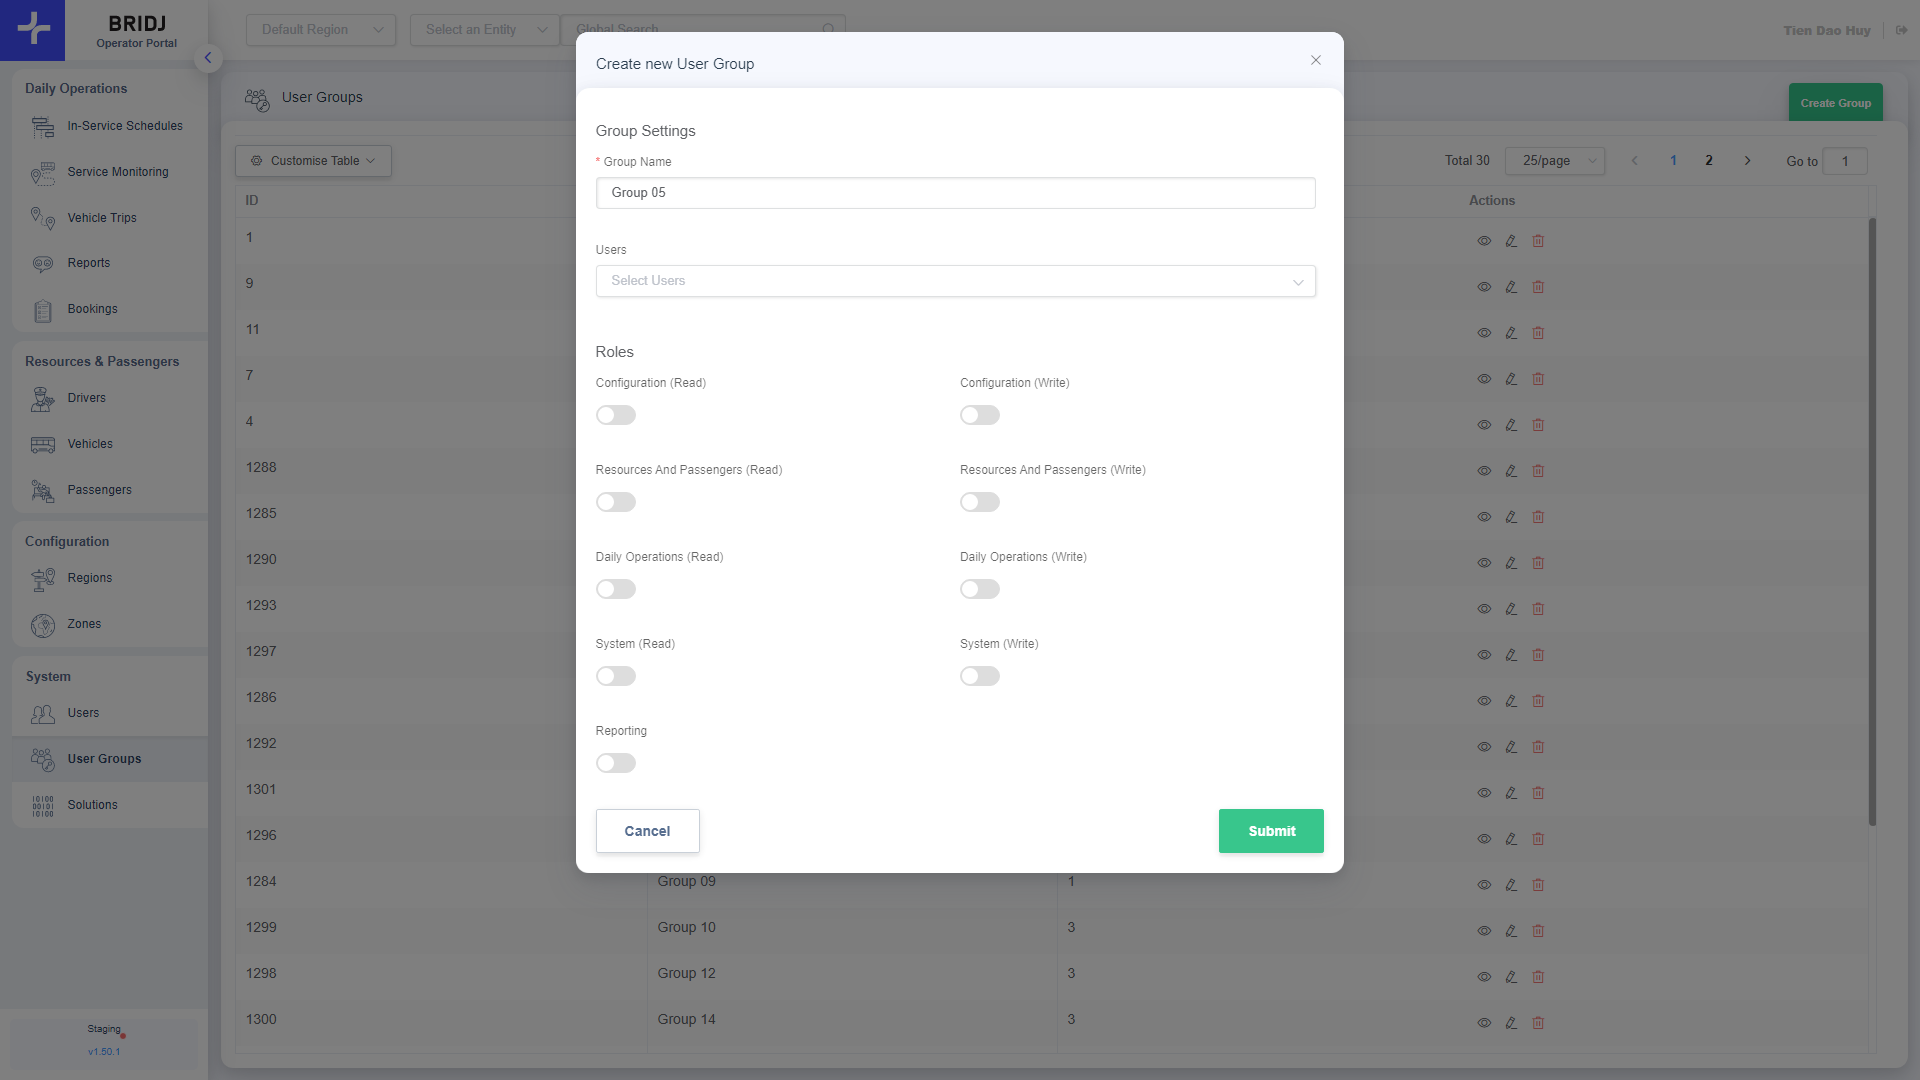 BRIDJ
Operator Portal
Default Region
Select an Entity
Global Search
Tien Dao Huy
Daily Operations
In-Service Schedules
Service Monitoring
Vehicle Trips
Reports
Bookings
Resources & Passengers
Drivers
Vehicles
Passengers
Configuration
Regions
Zones
System
Users
User Groups
Solutions
Staging
v1.50.1
User Groups
Create Group
Customise Table
Total 30
25/page
1
2
Go to
1
ID
Actions
1
9
11
7
4
1288
1285
1290
1293
1297
1286
1292
1301
1296
1284 Group 09 1
1299 Group 10 3
1298 Group 12 3
1300 Group 14 3
Create new User Group
Group Settings
* Group Name
Group 05
Users
Select Users
Roles
Configuration (Read)
Configuration (Write)
Resources And Passengers (Read)
Resources And Passengers (Write)
Daily Operations (Read)
Daily Operations (Write)
System (Read)
System (Write)
Reporting
Cancel
Submit